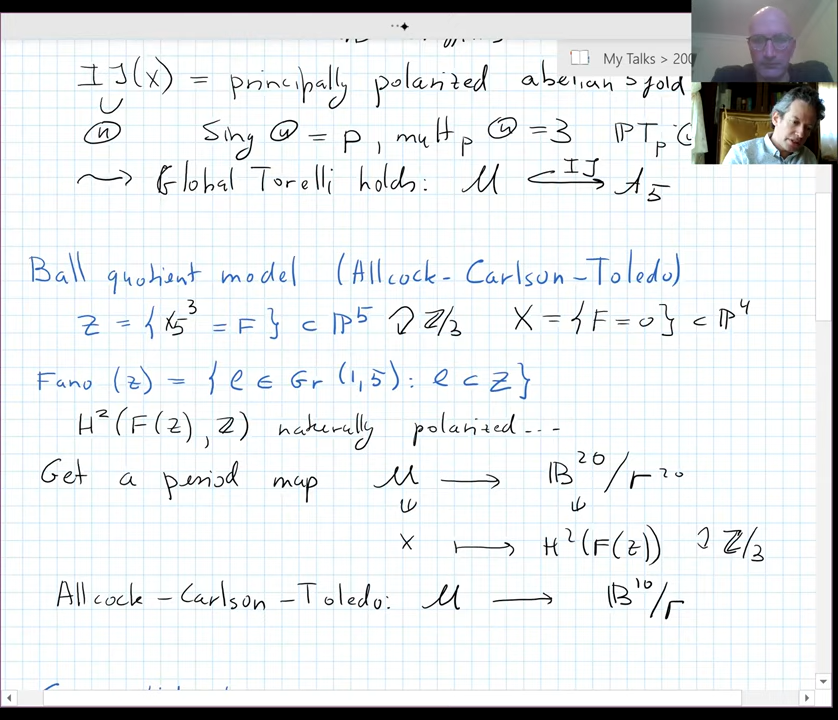 My Talks > 200
IJ(X) = principally polarized abelian 5fold
∪
Ⓗ Sing Ⓗ = p, mult_p Ⓗ = 3 ℙT_p
⇝ Global Torelli holds: M ↪ IJ A_5
Ball quotient model (Allcock-Carlson-Toledo)
Z = {x_5^3 = F} ⊂ ℙ^5 ↻ ℤ/3 X = {F=0} ⊂ ℙ^4
Fano (Z) = {ℓ ∈ Gr(1,5): ℓ ⊂ Z}
H^2(F(Z), ℤ) naturally polarized...
Get a period map M → 𝔹^20/Γ^20
∪ ∪
X ↦ H^2(F(Z)) ↻ ℤ/3
Allcock-Carlson-Toledo: M → 𝔹^10/Γ